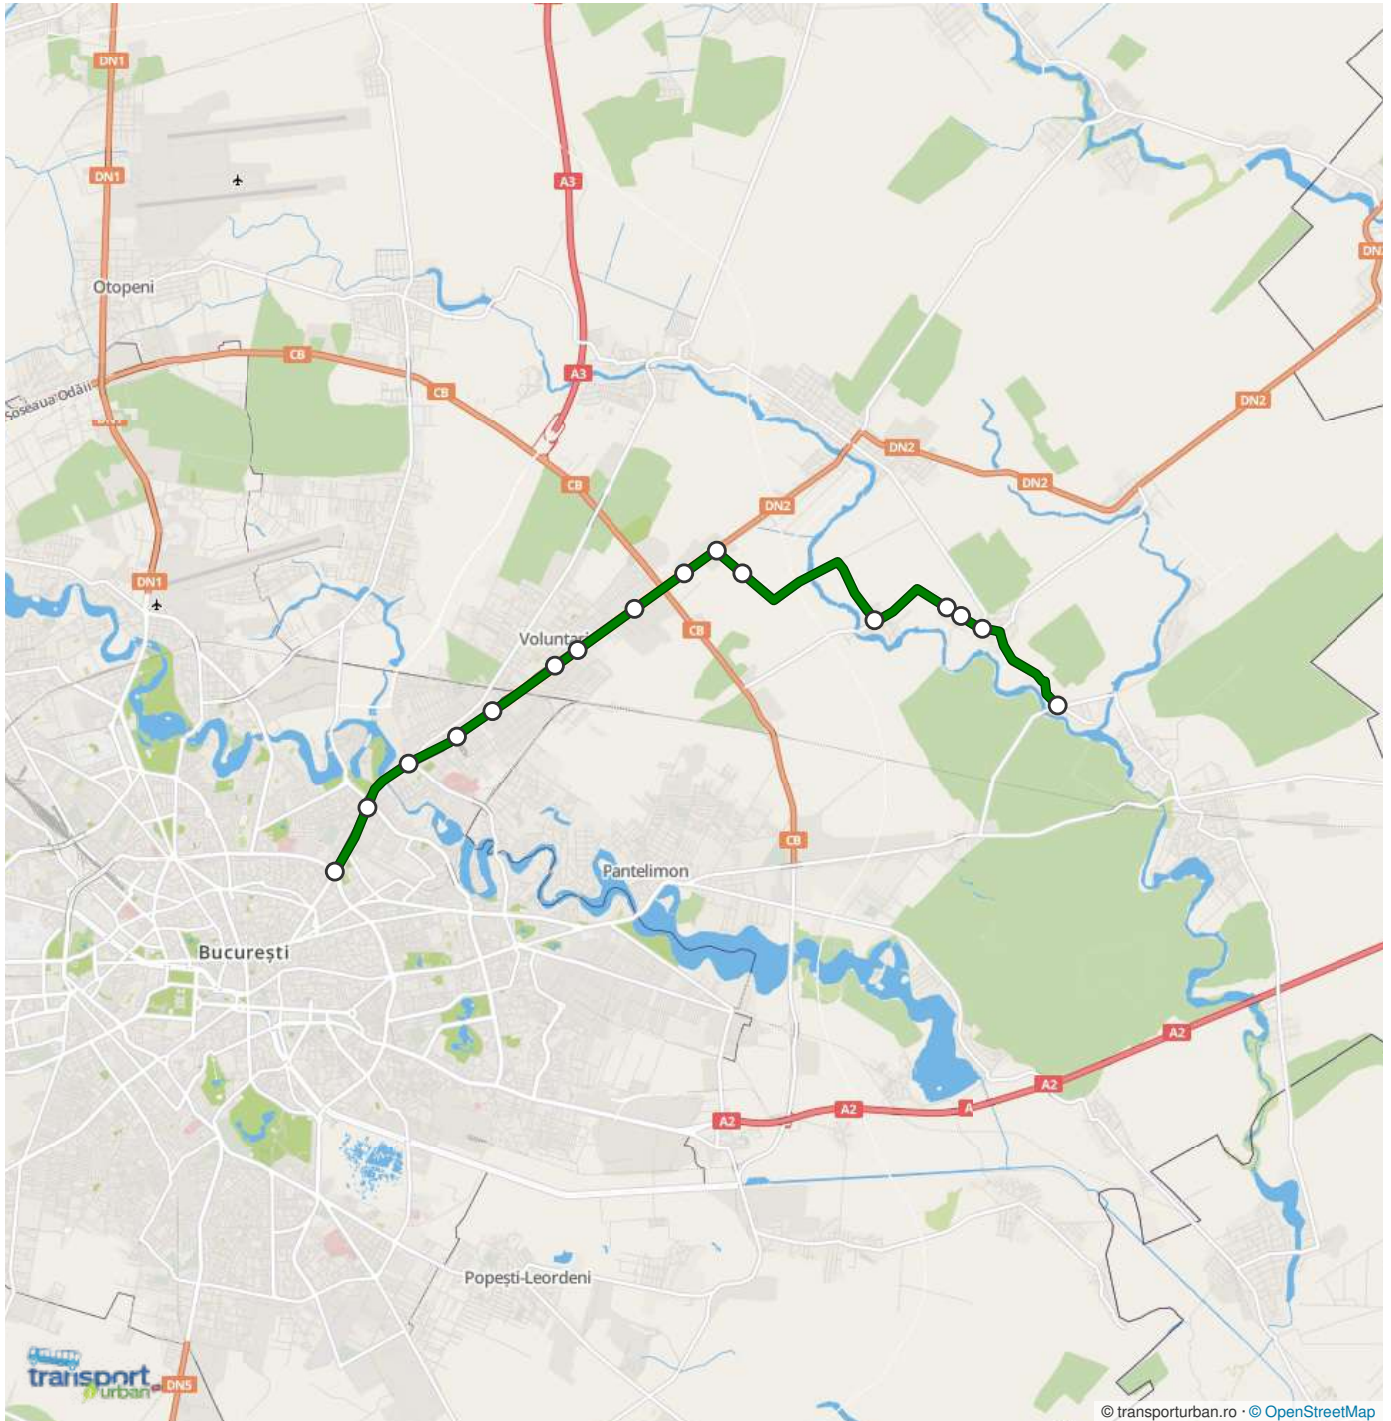 DN1
DN1
A3
DN2
Otopeni
CB
A3
CB
Șoseaua Odăii
DN2
DN2
CB
DN2
DN2
DN1
CB
Voluntari
CB
Pantelimon
București
A2
A2
A2
A2
A
Popești-Leordeni
transport
urban
DN5
© transporturban.ro · © OpenStreetMap